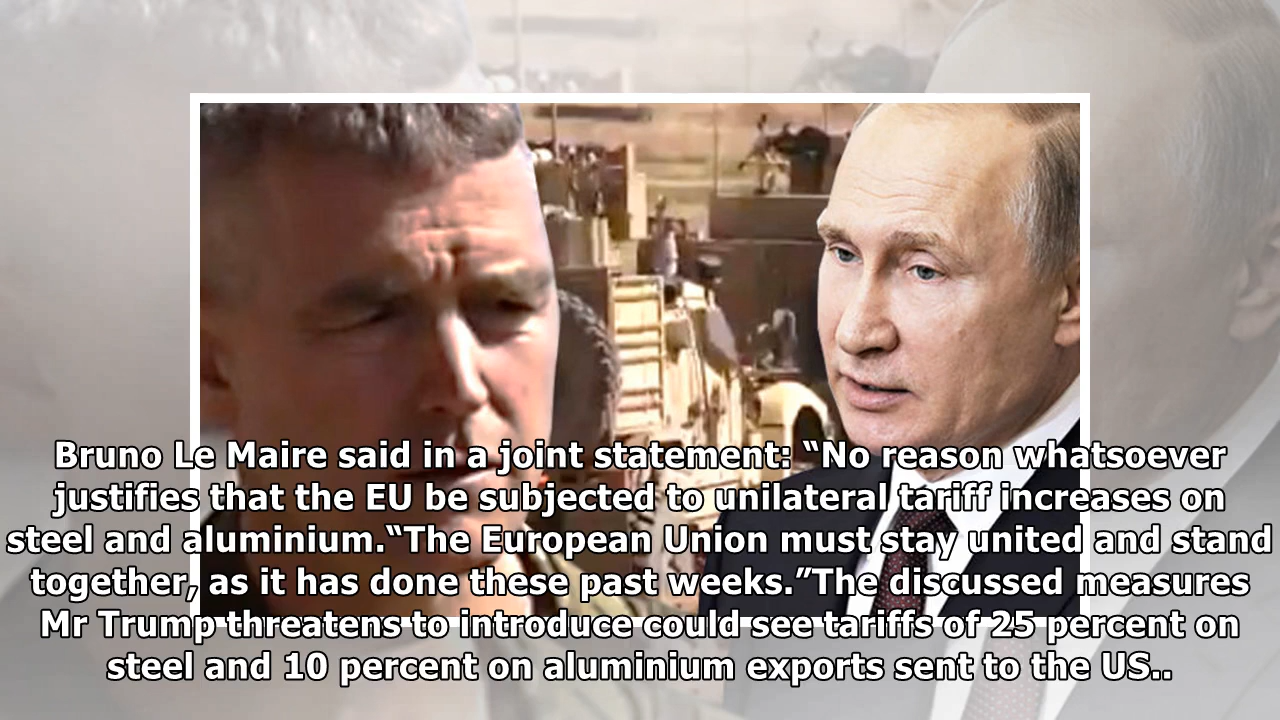 Bruno Le Maire said in a joint statement: “No reason whatsoever
justifies that the EU be subjected to unilateral tariff increases on
steel and aluminium.“The European Union must stay united and stand
together, as it has done these past weeks.”The discussed measures
Mr Trump threatens to introduce could see tariffs of 25 percent on
steel and 10 percent on aluminium exports sent to the US..